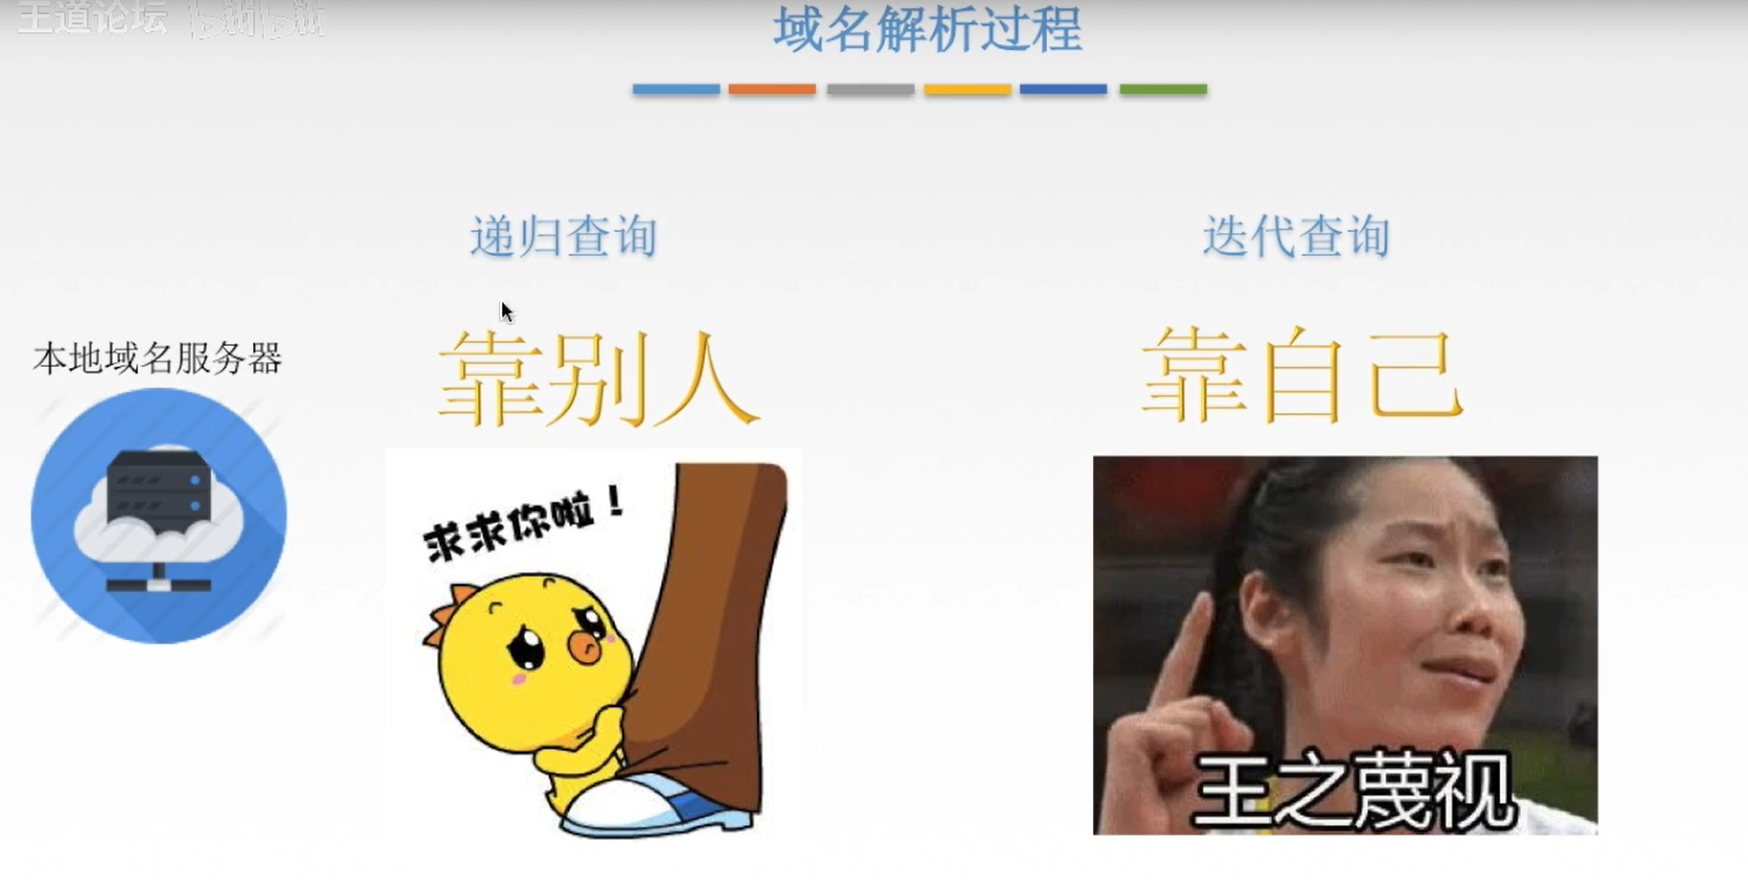 王道论坛 bilibili
域名解析过程
递归查询
迭代查询
本地域名服务器
靠别人
靠自己
求求你啦！
王之蔑视